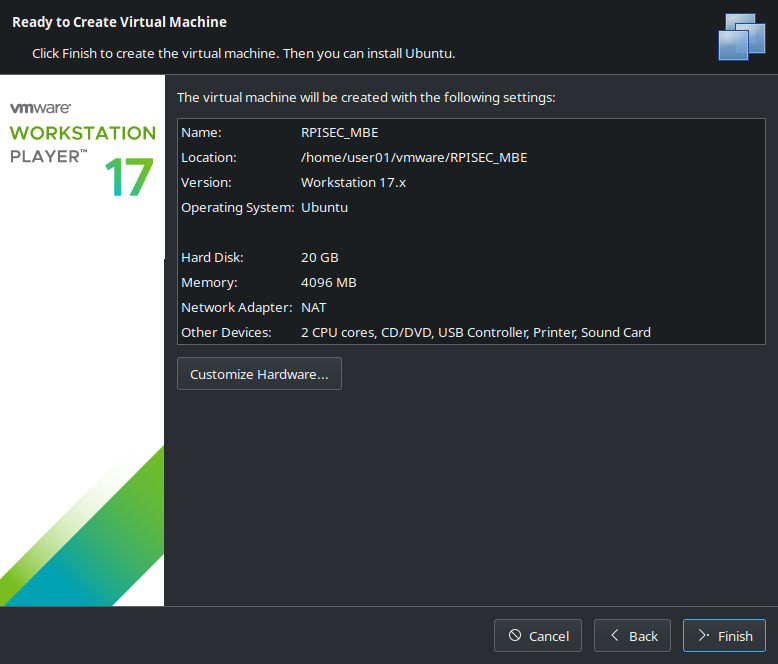 Ready to Create Virtual Machine
Click Finish to create the virtual machine. Then you can install Ubuntu.
vmware®
WORKSTATION
PLAYER™
17
The virtual machine will be created with the following settings:
Name: RPISEC_MBE
Location: /home/user01/vmware/RPISEC_MBE
Version: Workstation 17.x
Operating System: Ubuntu
Hard Disk: 20 GB
Memory: 4096 MB
Network Adapter: NAT
Other Devices: 2 CPU cores, CD/DVD, USB Controller, Printer, Sound Card
Customize Hardware...
Cancel
Back
Finish